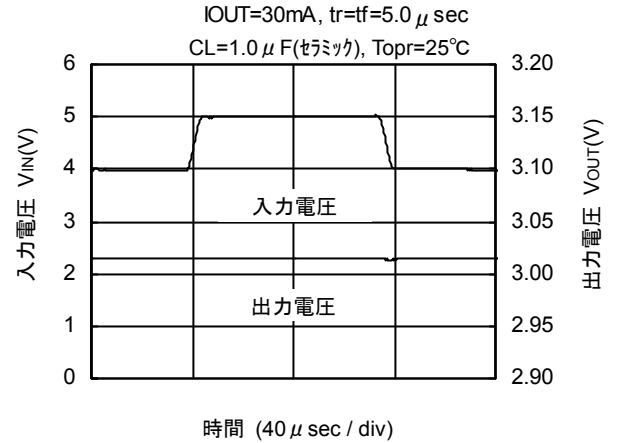 IOUT=30mA, tr=tf=5.0μsec
CL=1.0μF(ｾﾗﾐｯｸ), Topr=25℃
6 3.20
5 3.15
4 3.10
3 3.05
2 3.00
1 2.95
0 2.90
入力電圧 VIN(V)
出力電圧 VOUT(V)
入力電圧
出力電圧
時間 (40μsec / div)